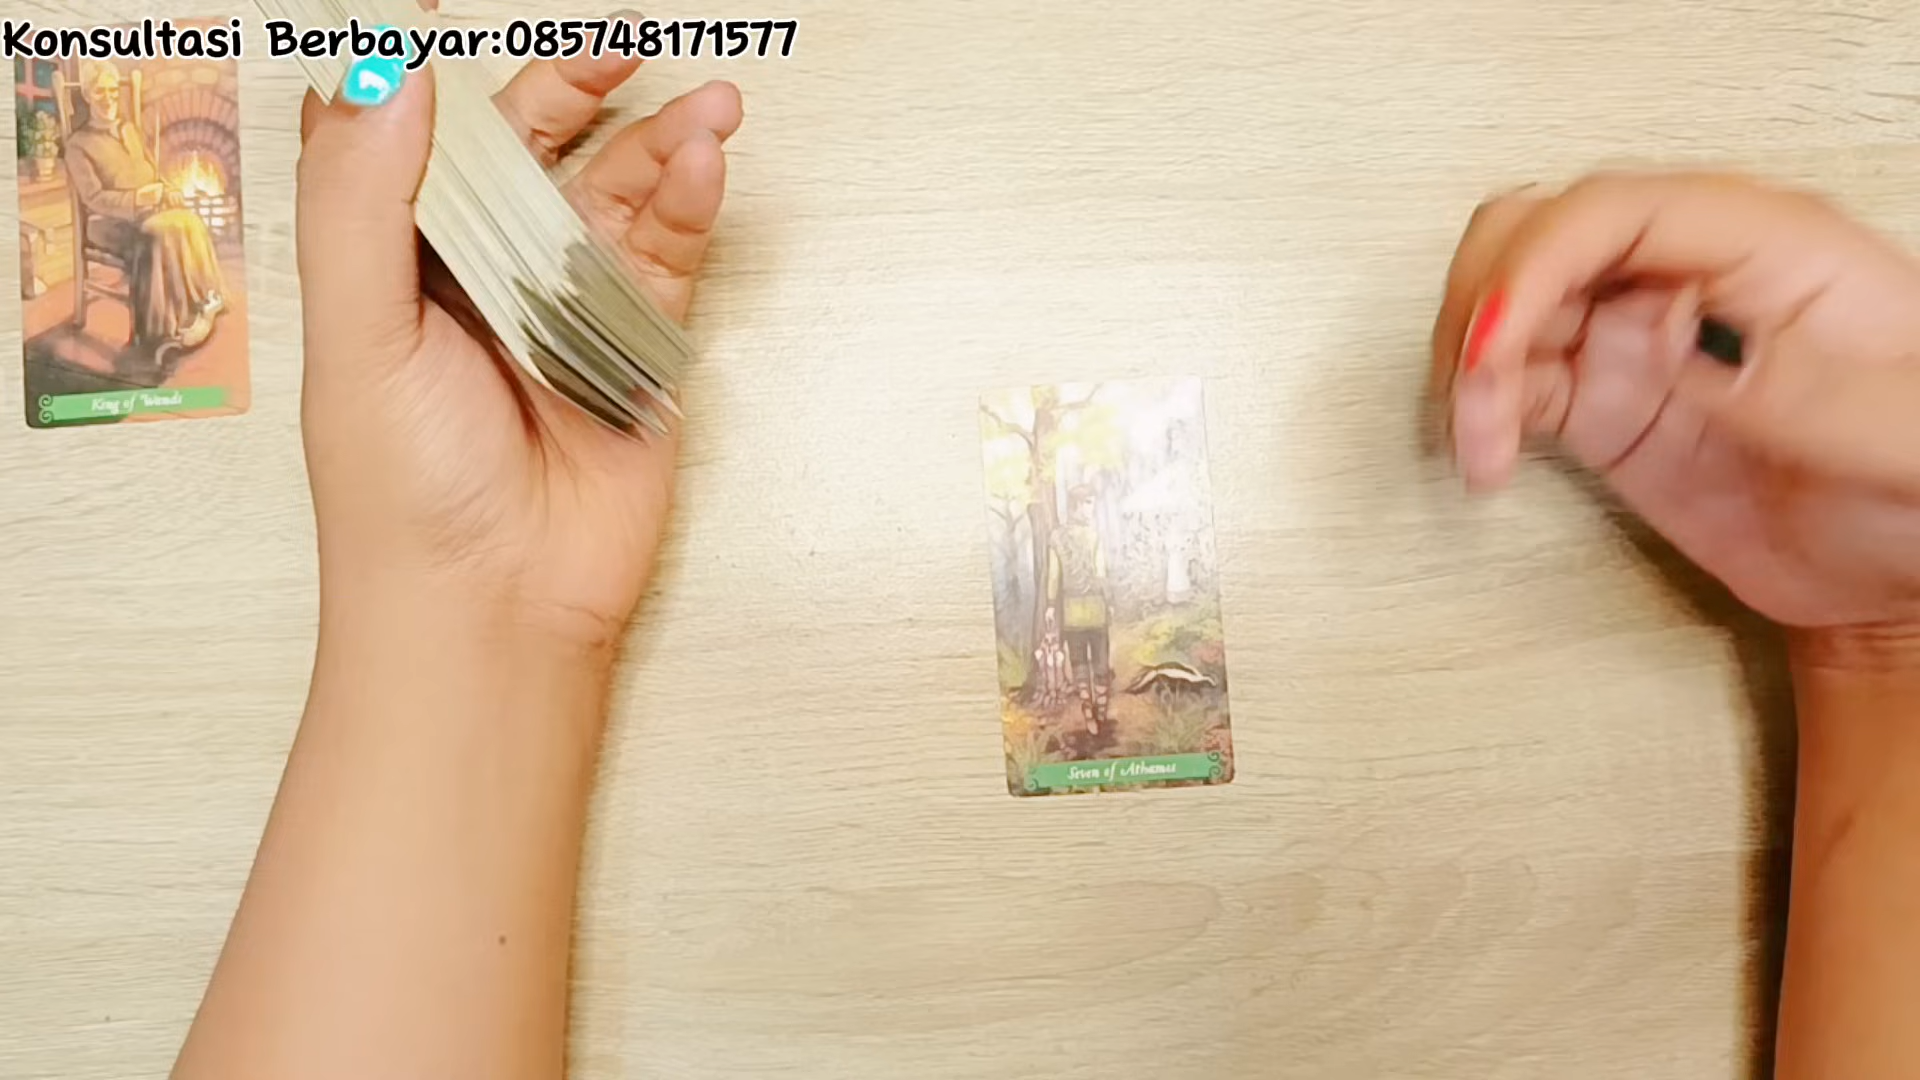 Konsultasi Berbayar:085748171577
King of Wands
Seven of Athames